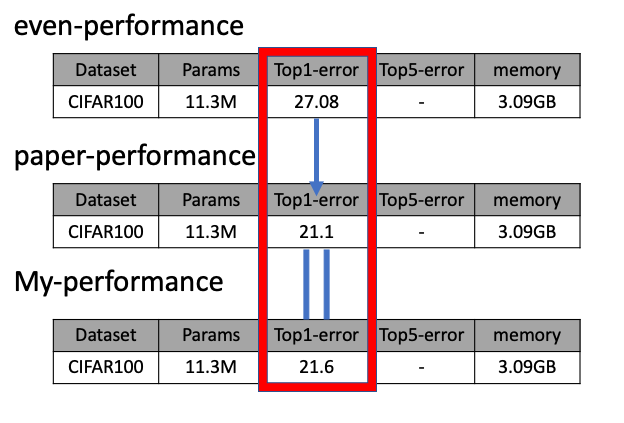 even-performance
Dataset Params Top1-error Top5-error memory
CIFAR100 11.3M 27.08 - 3.09GB
paper-performance
Dataset Params Top1-error Top5-error memory
CIFAR100 11.3M 21.1 - 3.09GB
My-performance
Dataset Params Top1-error Top5-error memory
CIFAR100 11.3M 21.6 - 3.09GB